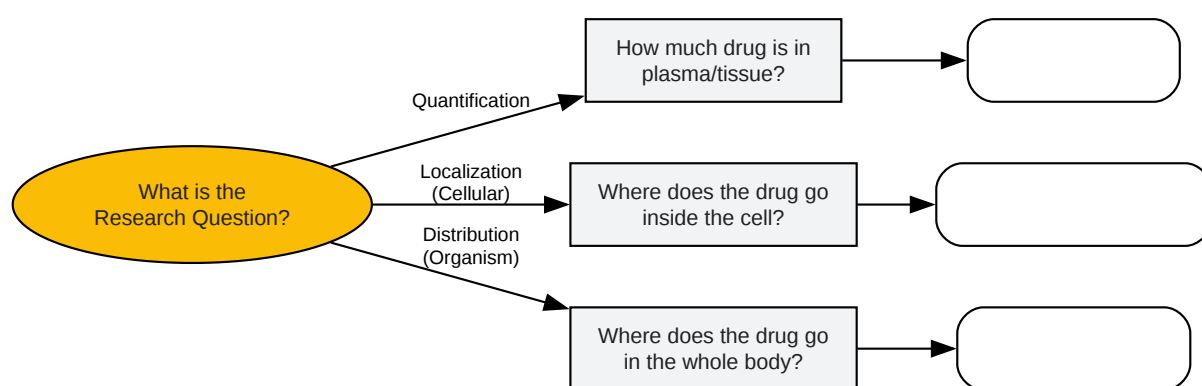 How much drug is in
plasma/tissue?
Quantification
What is the
Research Question?
Localization
(Cellular)
Where does the drug go
inside the cell?
Distribution
(Organism)
Where does the drug go
in the whole body?